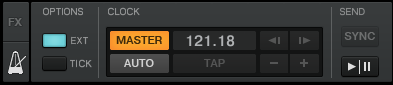 FX
OPTIONS
EXT
TICK
CLOCK
MASTER 121.18
AUTO TAP − +
SEND
SYNC